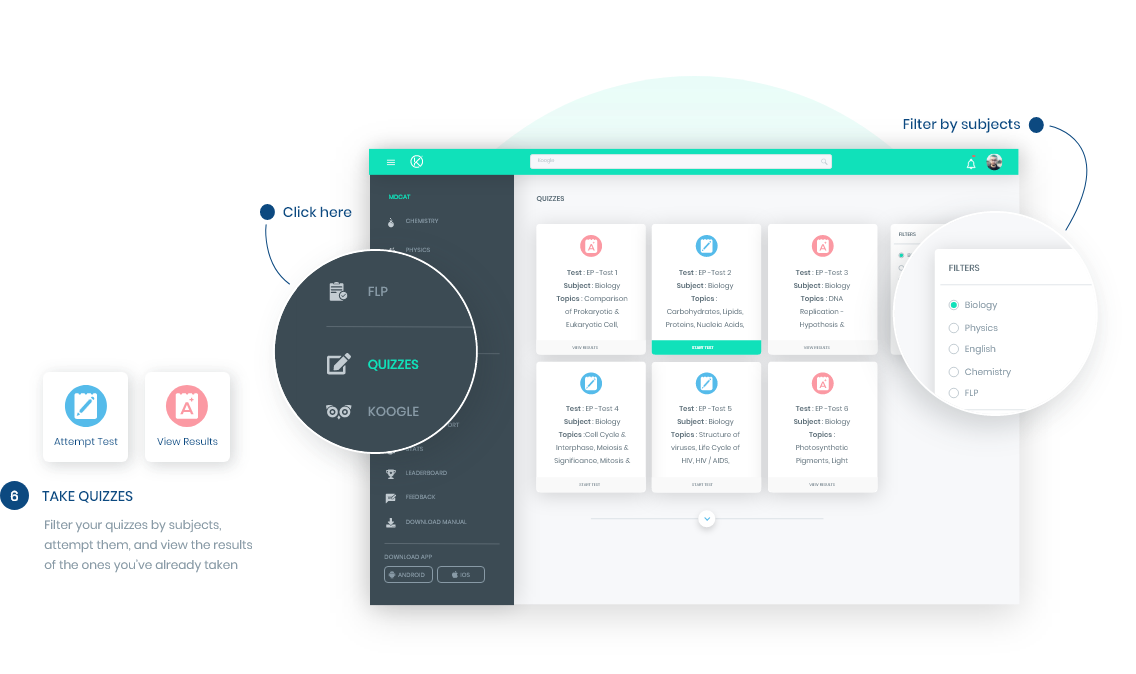 Filter by subjects
Click here
Koogle
MDCAT
CHEMISTRY
PHYSICS
FLP
QUIZZES
KOOGLE
STATS
LEADERBOARD
FEEDBACK
DOWNLOAD MANUAL
DOWNLOAD APP
ANDROID
IOS
QUIZZES
Test : EP -Test 1
Subject : Biology
Topics : Comparison
of Prokaryotic &
Eukaryotic Cell,
VIEW RESULTS
Test : EP -Test 2
Subject : Biology
Topics :
Carbohydrates, Lipids,
Proteins, Nucleic Acids,
START TEST
Test : EP -Test 3
Subject : Biology
Topics : DNA
Replication -
Hypothesis &
VIEW RESULTS
Test : EP -Test 4
Subject : Biology
Topics :Cell Cycle &
Interphase, Meiosis &
Significance, Mitosis &
START TEST
Test : EP -Test 5
Subject : Biology
Topics : Structure of
viruses, Life Cycle of
HIV, HIV / AIDS,
START TEST
Test : EP -Test 6
Subject : Biology
Topics :
Photosynthetic
Pigments, Light
VIEW RESULTS
FILTERS
FILTERS
Biology
Physics
English
Chemistry
FLP
Attempt Test
View Results
6 TAKE QUIZZES
Filter your quizzes by subjects,
attempt them, and view the results
of the ones you've already taken